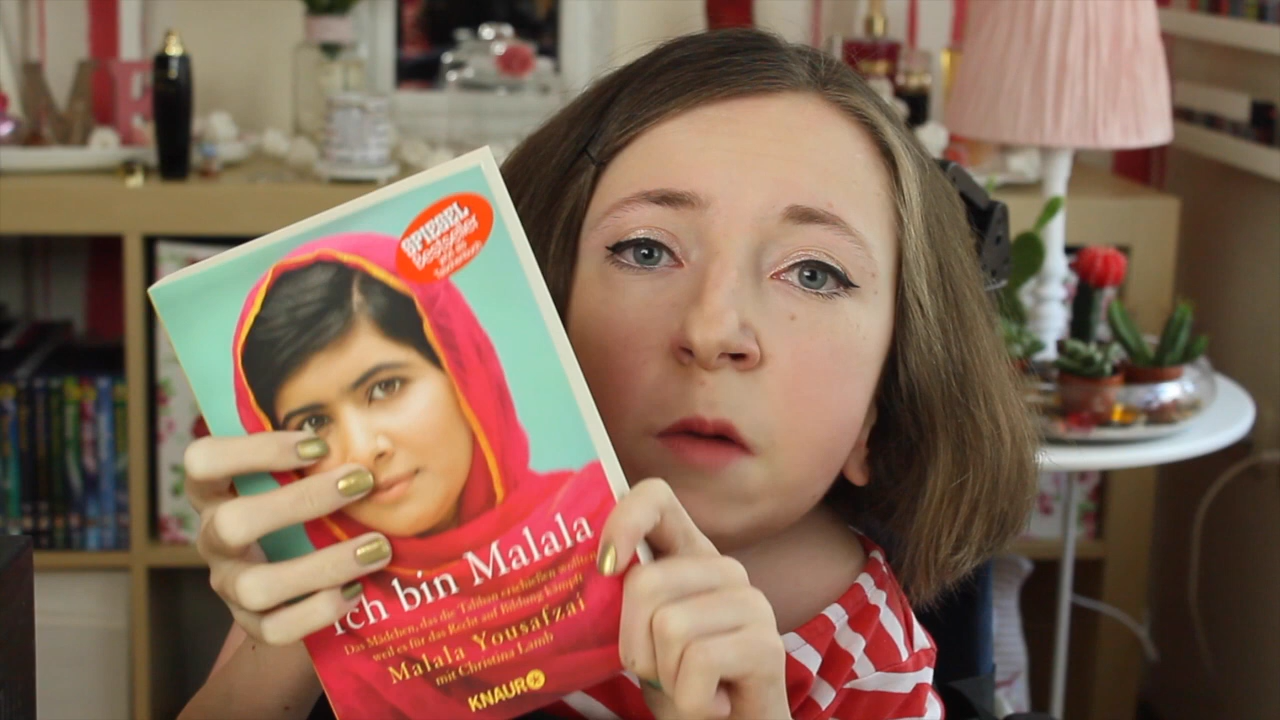 SPIEGEL
Bestseller
Ich bin Malala
Das Mädchen, das die Taliban erschießen wollten,
weil es für das Recht auf Bildung kämpft
Malala Yousafzai
mit Christina Lamb
KNAUR